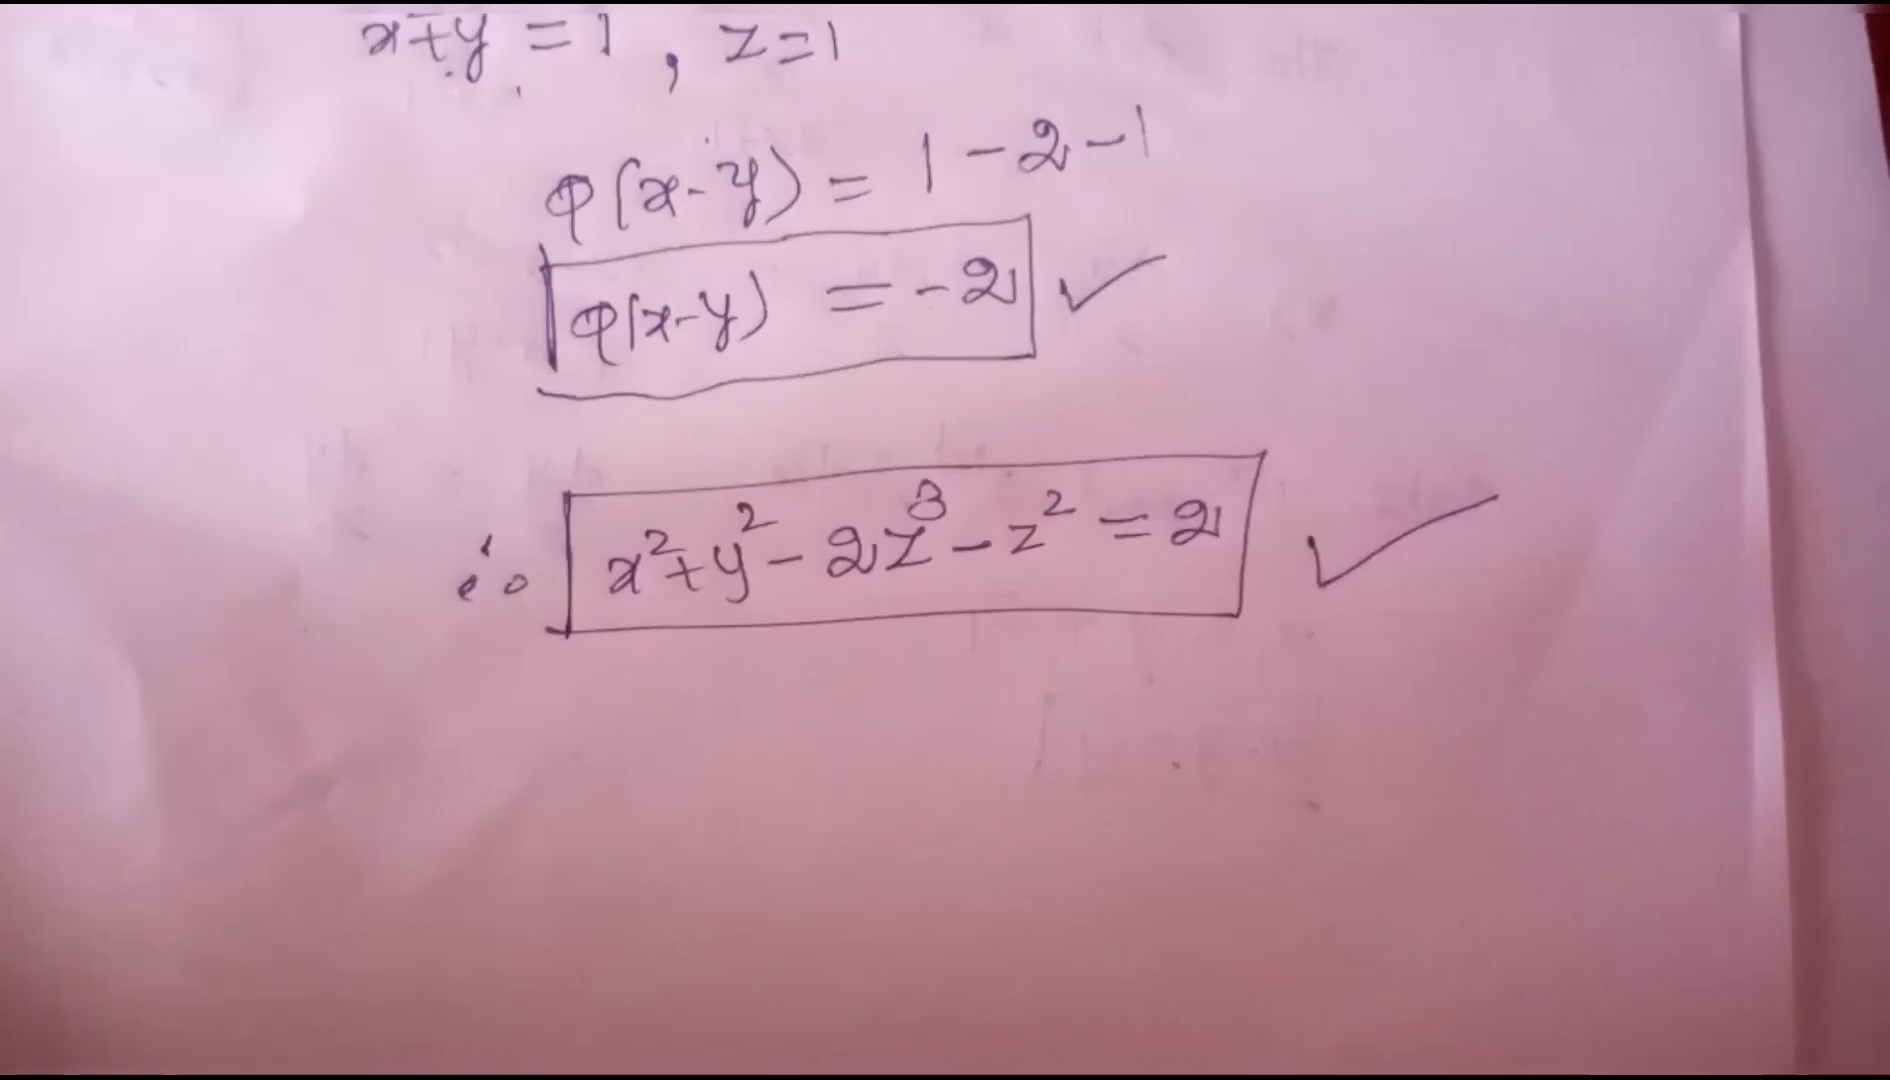 x+y = 1 , z=1
φ(x-y) = 1-2-1
φ(x-y) = -2 ✓
∴ x²+y²-2z³-z² = 2 ✓